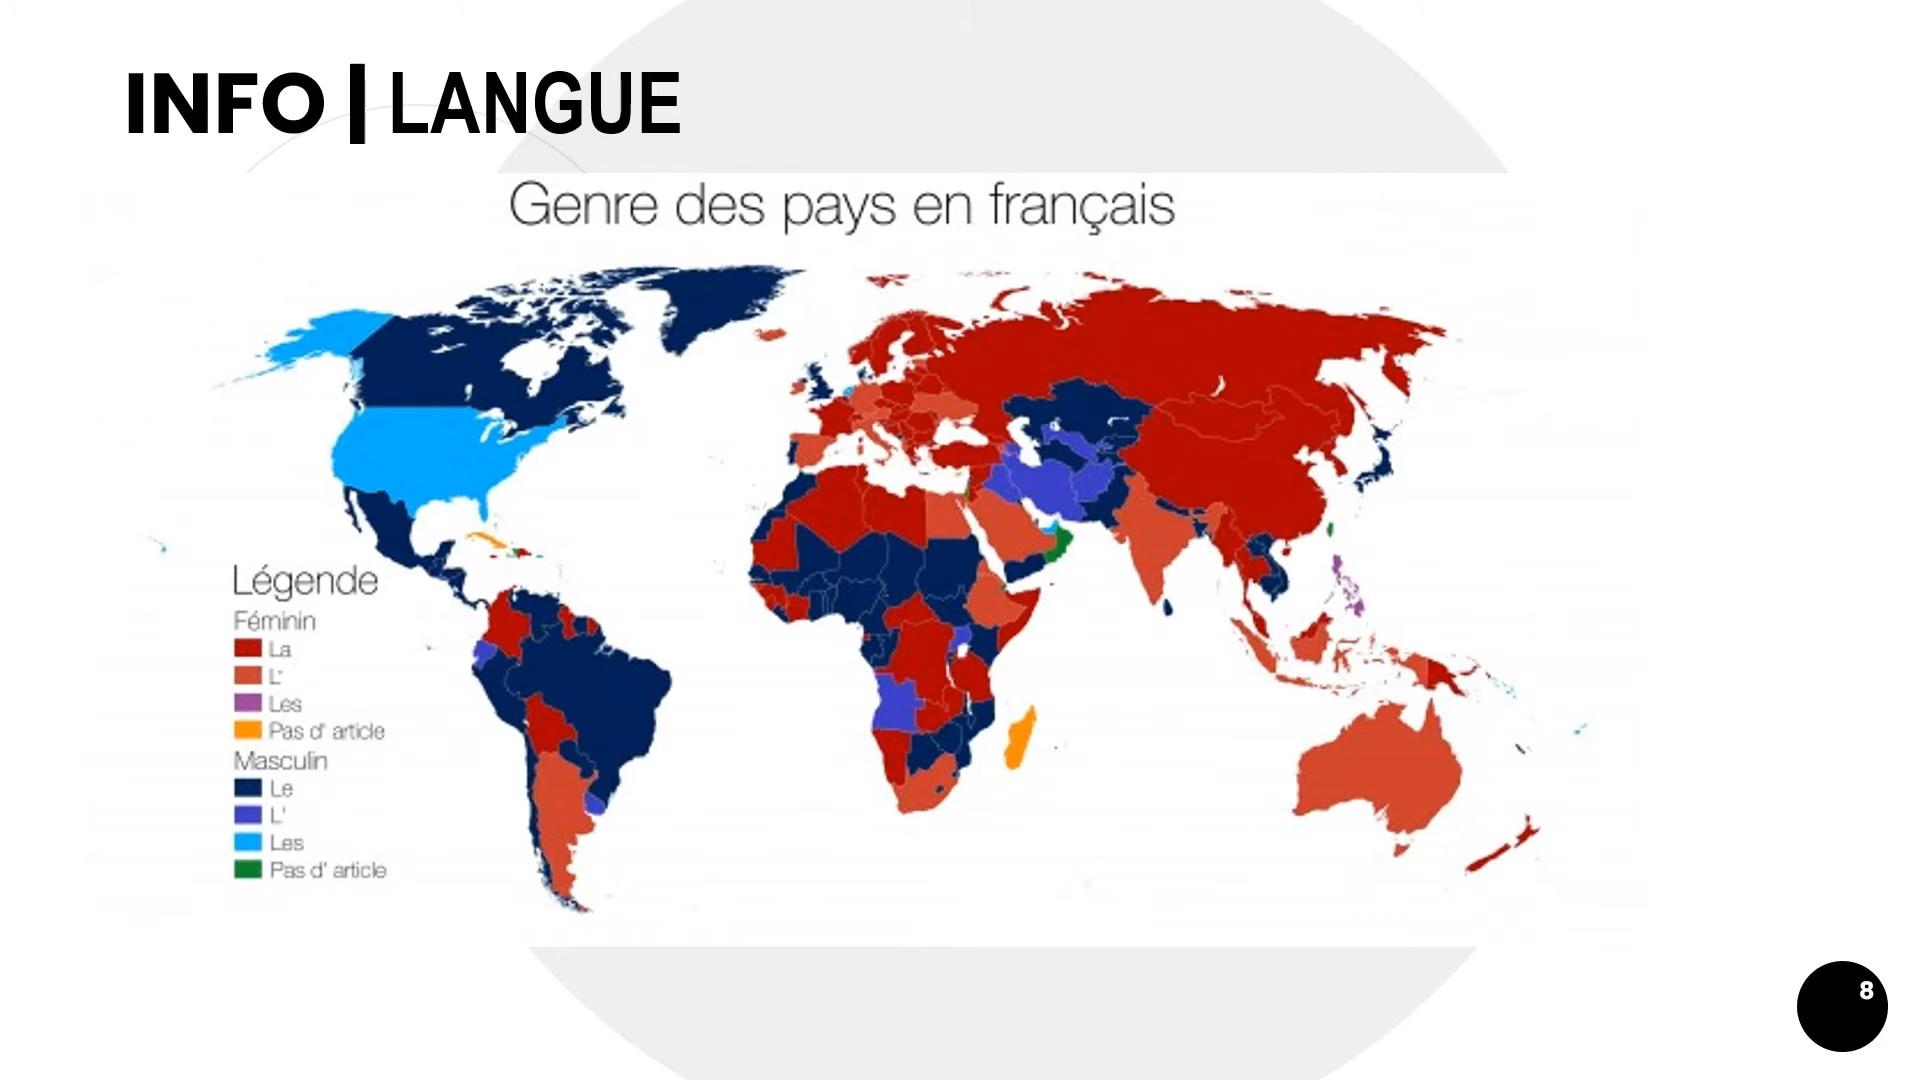 INFO | LANGUE
Genre des pays en français
Légende
Féminin
La
L'
Les
Pas d' article
Masculin
Le
L'
Les
Pas d' article
8